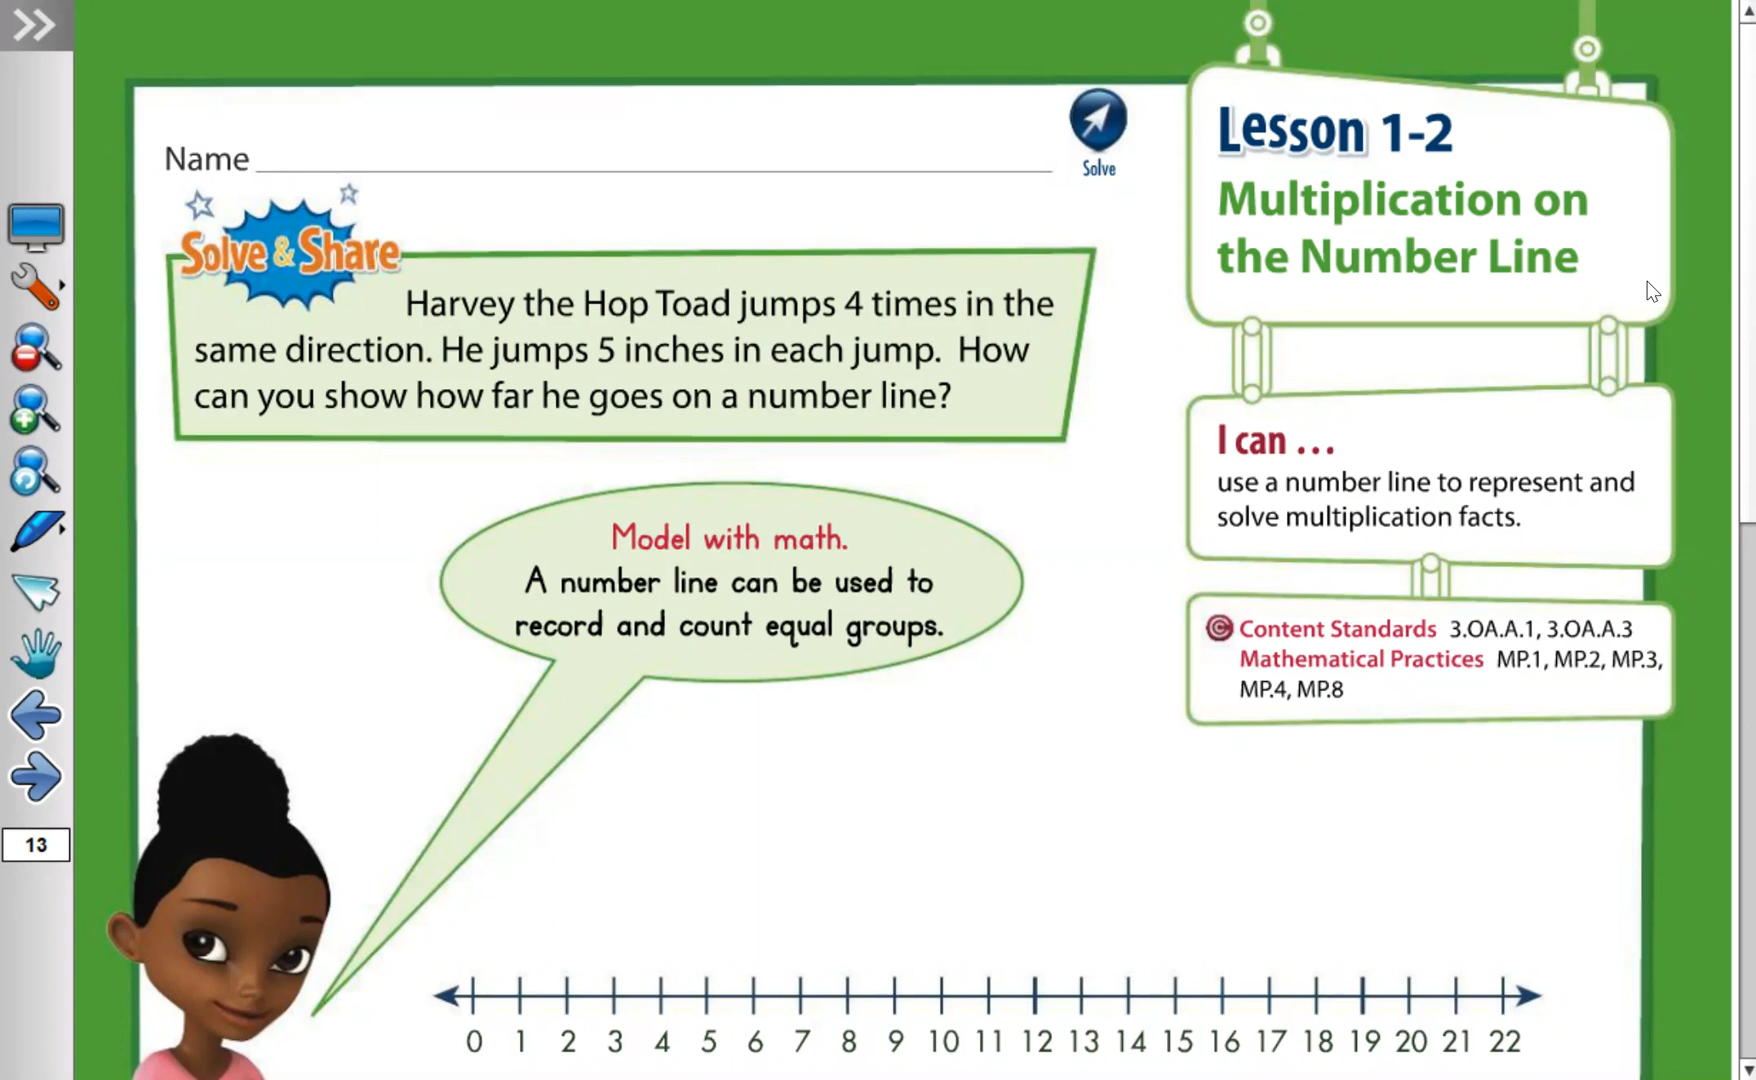 Name
Solve
Solve & Share
Harvey the Hop Toad jumps 4 times in the
same direction. He jumps 5 inches in each jump. How
can you show how far he goes on a number line?
Model with math.
A number line can be used to
record and count equal groups.
0 1 2 3 4 5 6 7 8 9 10 11 12 13 14 15 16 17 18 19 20 21 22
Lesson 1-2
Multiplication on
the Number Line
I can ...
use a number line to represent and
solve multiplication facts.
Content Standards 3.OA.A.1, 3.OA.A.3
Mathematical Practices MP.1, MP.2, MP.3,
MP.4, MP.8
13